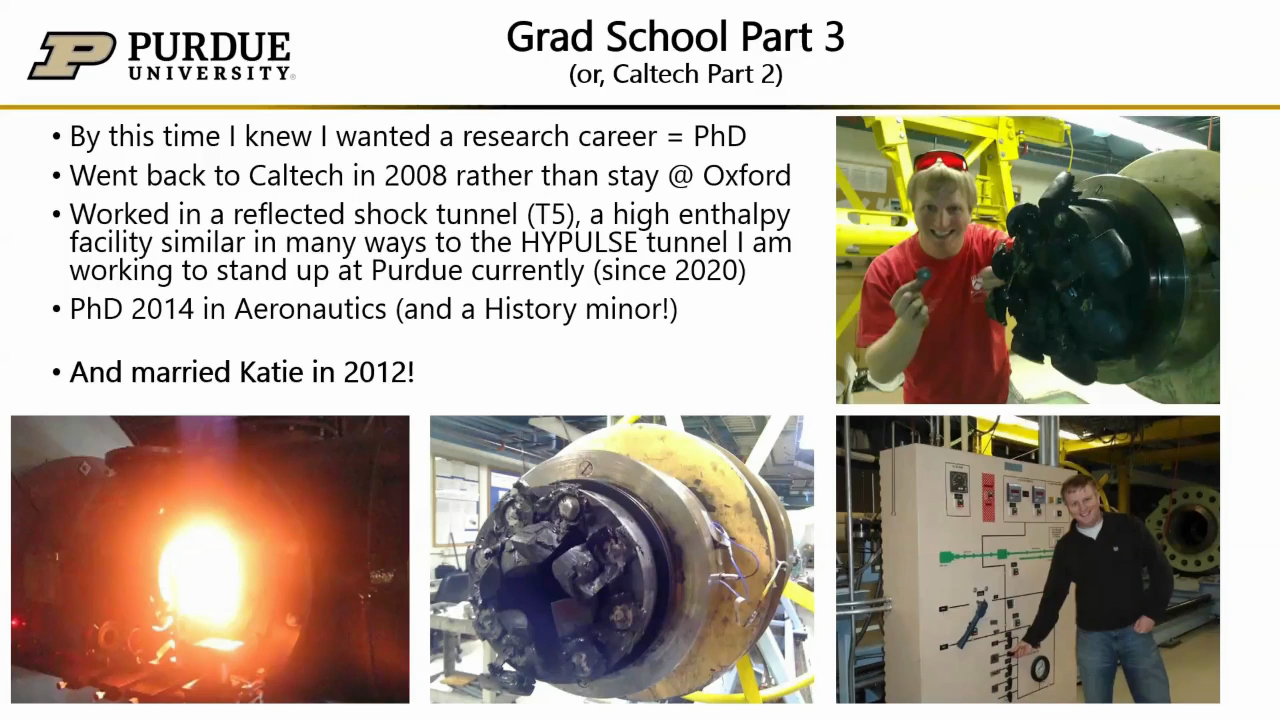 PURDUE
UNIVERSITY®
Grad School Part 3
(or, Caltech Part 2)
• By this time I knew I wanted a research career = PhD
• Went back to Caltech in 2008 rather than stay @ Oxford
• Worked in a reflected shock tunnel (T5), a high enthalpy
facility similar in many ways to the HYPULSE tunnel I am
working to stand up at Purdue currently (since 2020)
• PhD 2014 in Aeronautics (and a History minor!)
• And married Katie in 2012!